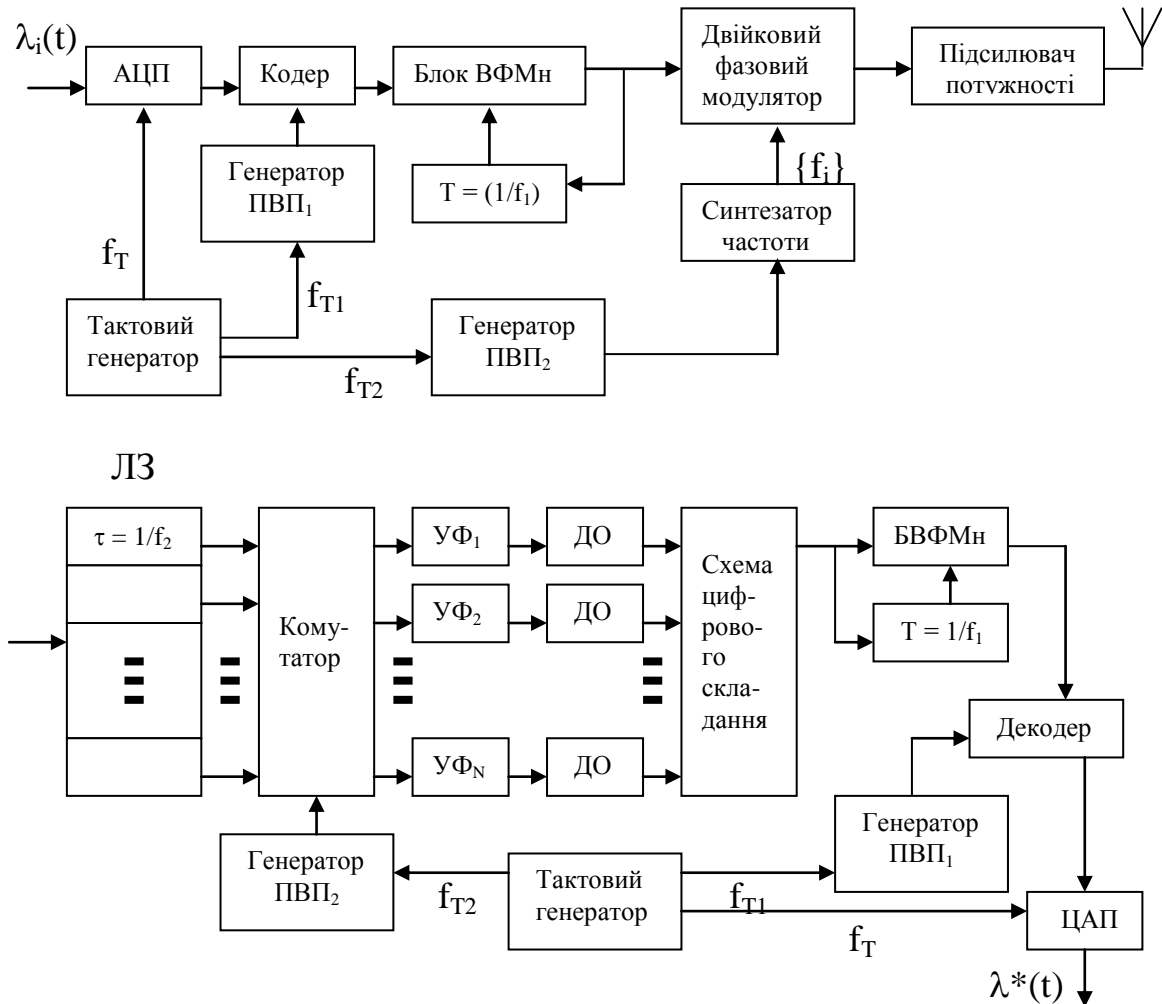 λi(t)
АЦП
Кодер
Блок ВФМн
Двійковий
фазовий
модулятор
Підсилювач
потужності
Генератор
ПВП1
T = (1/f1)
{fi}
Синтезатор
частоти
fT
fT1
Тактовий
генератор
Генератор
ПВП2
fT2
ЛЗ
τ = 1/f2
Кому-
татор
УФ1
ДО
УФ2
ДО
УФN
ДО
Схема
циф-
рово-
го
скла-
дання
БВФМн
T = 1/f1
Декодер
Генератор
ПВП1
Генератор
ПВП2
fT2
Тактовий
генератор
fT1
fT
ЦАП
λ*(t)